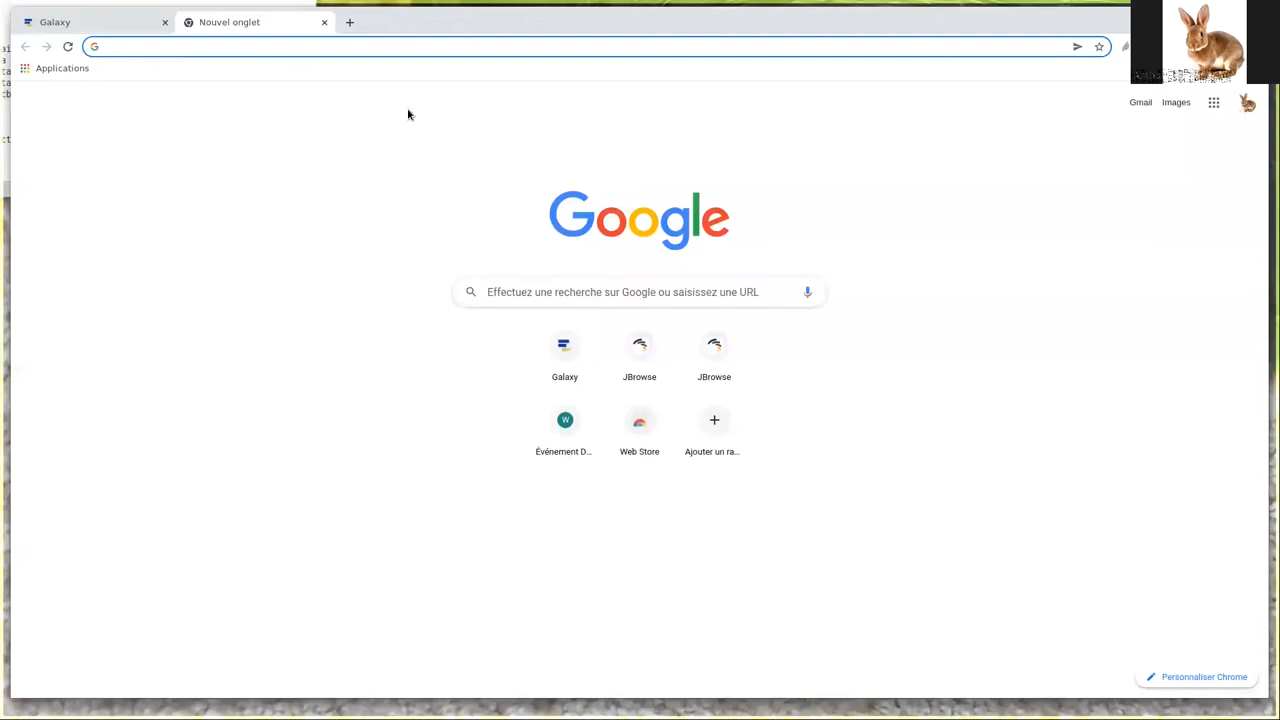 Galaxy
Nouvel onglet
Applications
Gmail Images
Google
Effectuez une recherche sur Google ou saisissez une URL
Galaxy JBrowse JBrowse
W
Événement D... Web Store Ajouter un ra...
Personnaliser Chrome